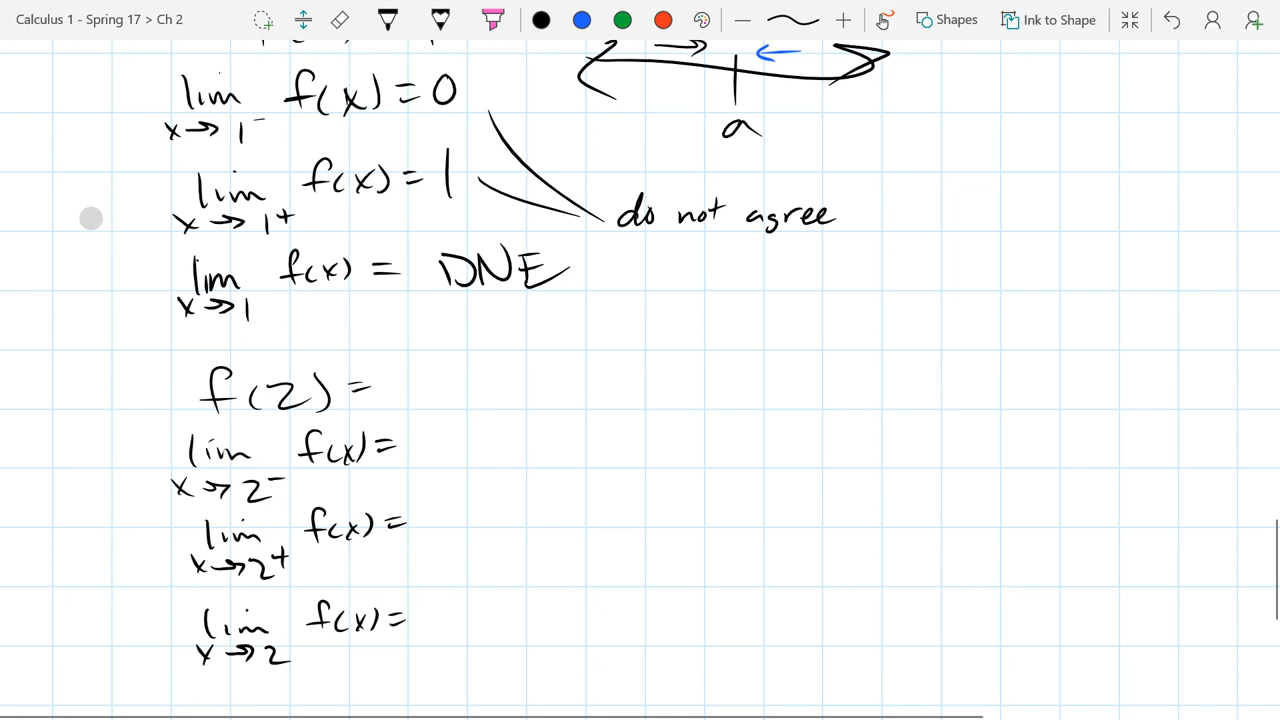 Calculus 1 - Spring 17 > Ch 2
Shapes
Ink to Shape
lim f(x) = 0
x → 1⁻
a
lim f(x) = 1
x → 1⁺
do not agree
lim f(x) = DNE
x → 1
f(2) =
lim f(x) =
x → 2⁻
lim f(x) =
x → 2⁺
lim f(x) =
x → 2